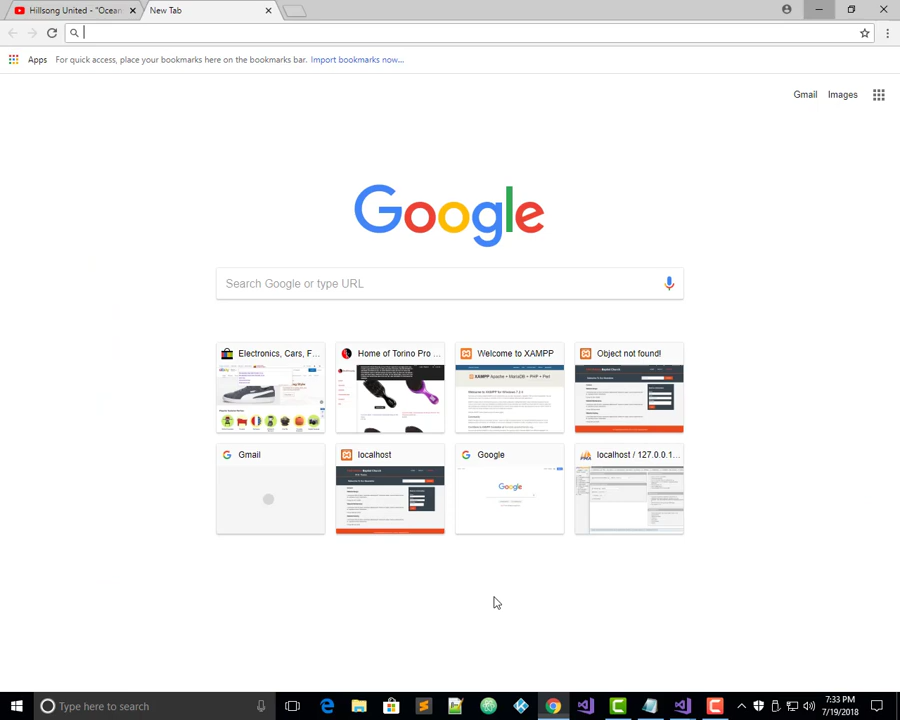 Hillsong United - "Ocean
New Tab
Apps
For quick access, place your bookmarks here on the bookmarks bar. Import bookmarks now...
Gmail
Images
Google
Search Google or type URL
Electronics, Cars, F...
Home of Torino Pro ...
Welcome to XAMPP
Object not found!
Gmail
localhost
Google
localhost / 127.0.0.1...
Type here to search
7:33 PM
7/19/2018